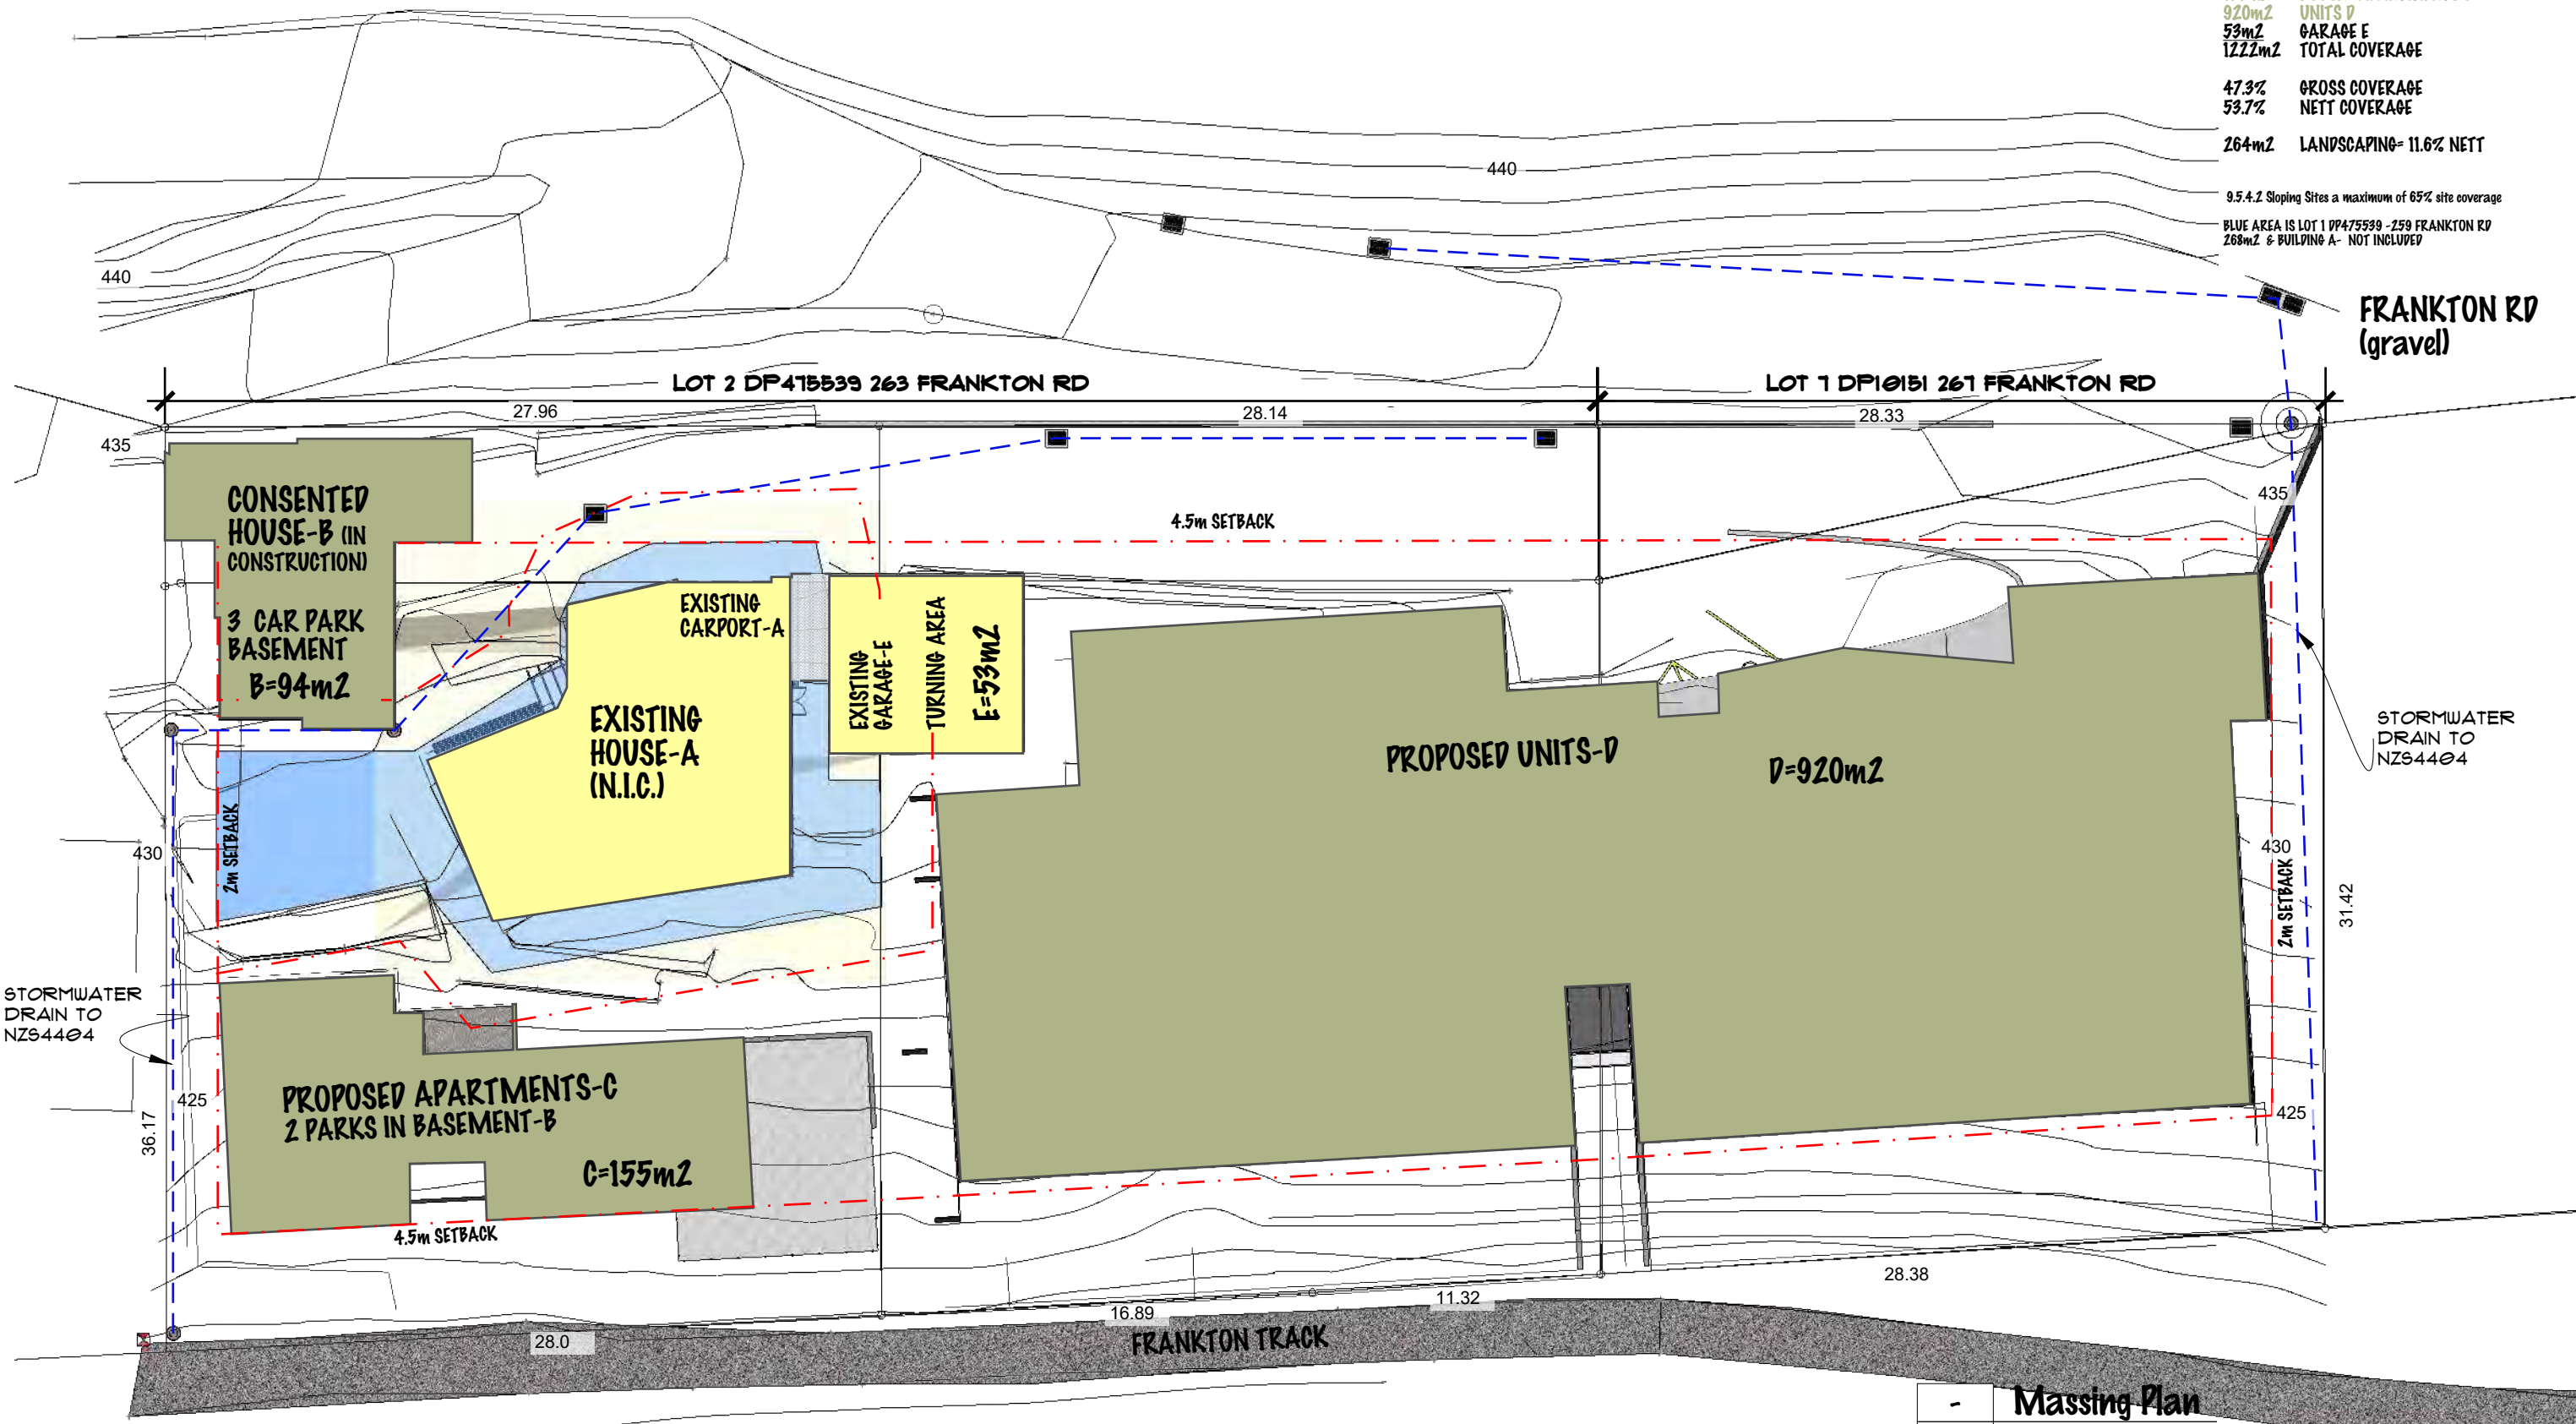 920m2 UNITS D
53m2 GARAGE E
1222m2 TOTAL COVERAGE
47.3% GROSS COVERAGE
53.7% NETT COVERAGE
264m2 LANDSCAPING= 11.6% NETT
9.5.4.2 Sloping Sites a maximum of 65% site coverage
BLUE AREA IS LOT 1 DP475539 -259 FRANKTON RD
268m2 & BUILDING A- NOT INCLUDED
440
440
FRANKTON RD
(gravel)
LOT 2 DP475539 263 FRANKTON RD
LOT 7 DP10151 267 FRANKTON RD
27.96
28.14
28.33
435
435
CONSENTED
HOUSE-B (IN
CONSTRUCTION)
3 CAR PARK
BASEMENT
B=94m2
4.5m SETBACK
EXISTING
CARPORT-A
EXISTING
GARAGE-E
TURNING AREA
E=53m2
EXISTING
HOUSE-A
(N.I.C.)
PROPOSED UNITS-D
D=920m2
STORMWATER
DRAIN TO
NZS4404
2m SETBACK
430
430
2m SETBACK
31.42
STORMWATER
DRAIN TO
NZS4404
425
36.17
PROPOSED APARTMENTS-C
2 PARKS IN BASEMENT-B
C=155m2
425
4.5m SETBACK
28.38
11.32
16.89
28.0
FRANKTON TRACK
- Massing Plan